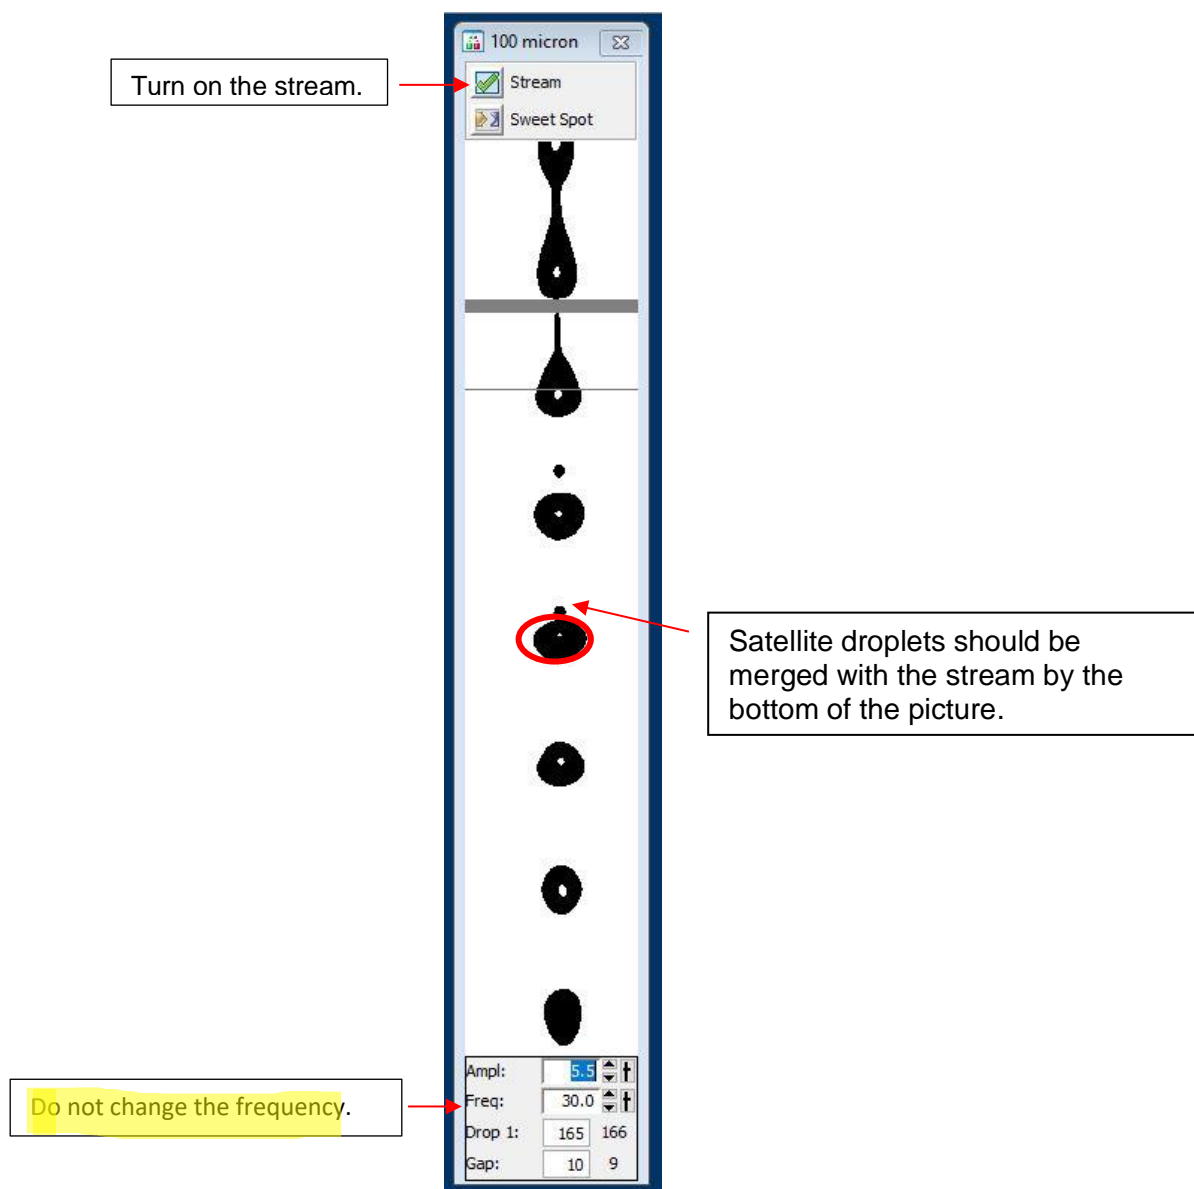 100 micron
Turn on the stream.
Stream
Sweet Spot
Satellite droplets should be
merged with the stream by the
bottom of the picture.
Ampl: 5.5
Do not change the frequency.
Freq: 30.0
Drop 1: 165 166
Gap: 10 9